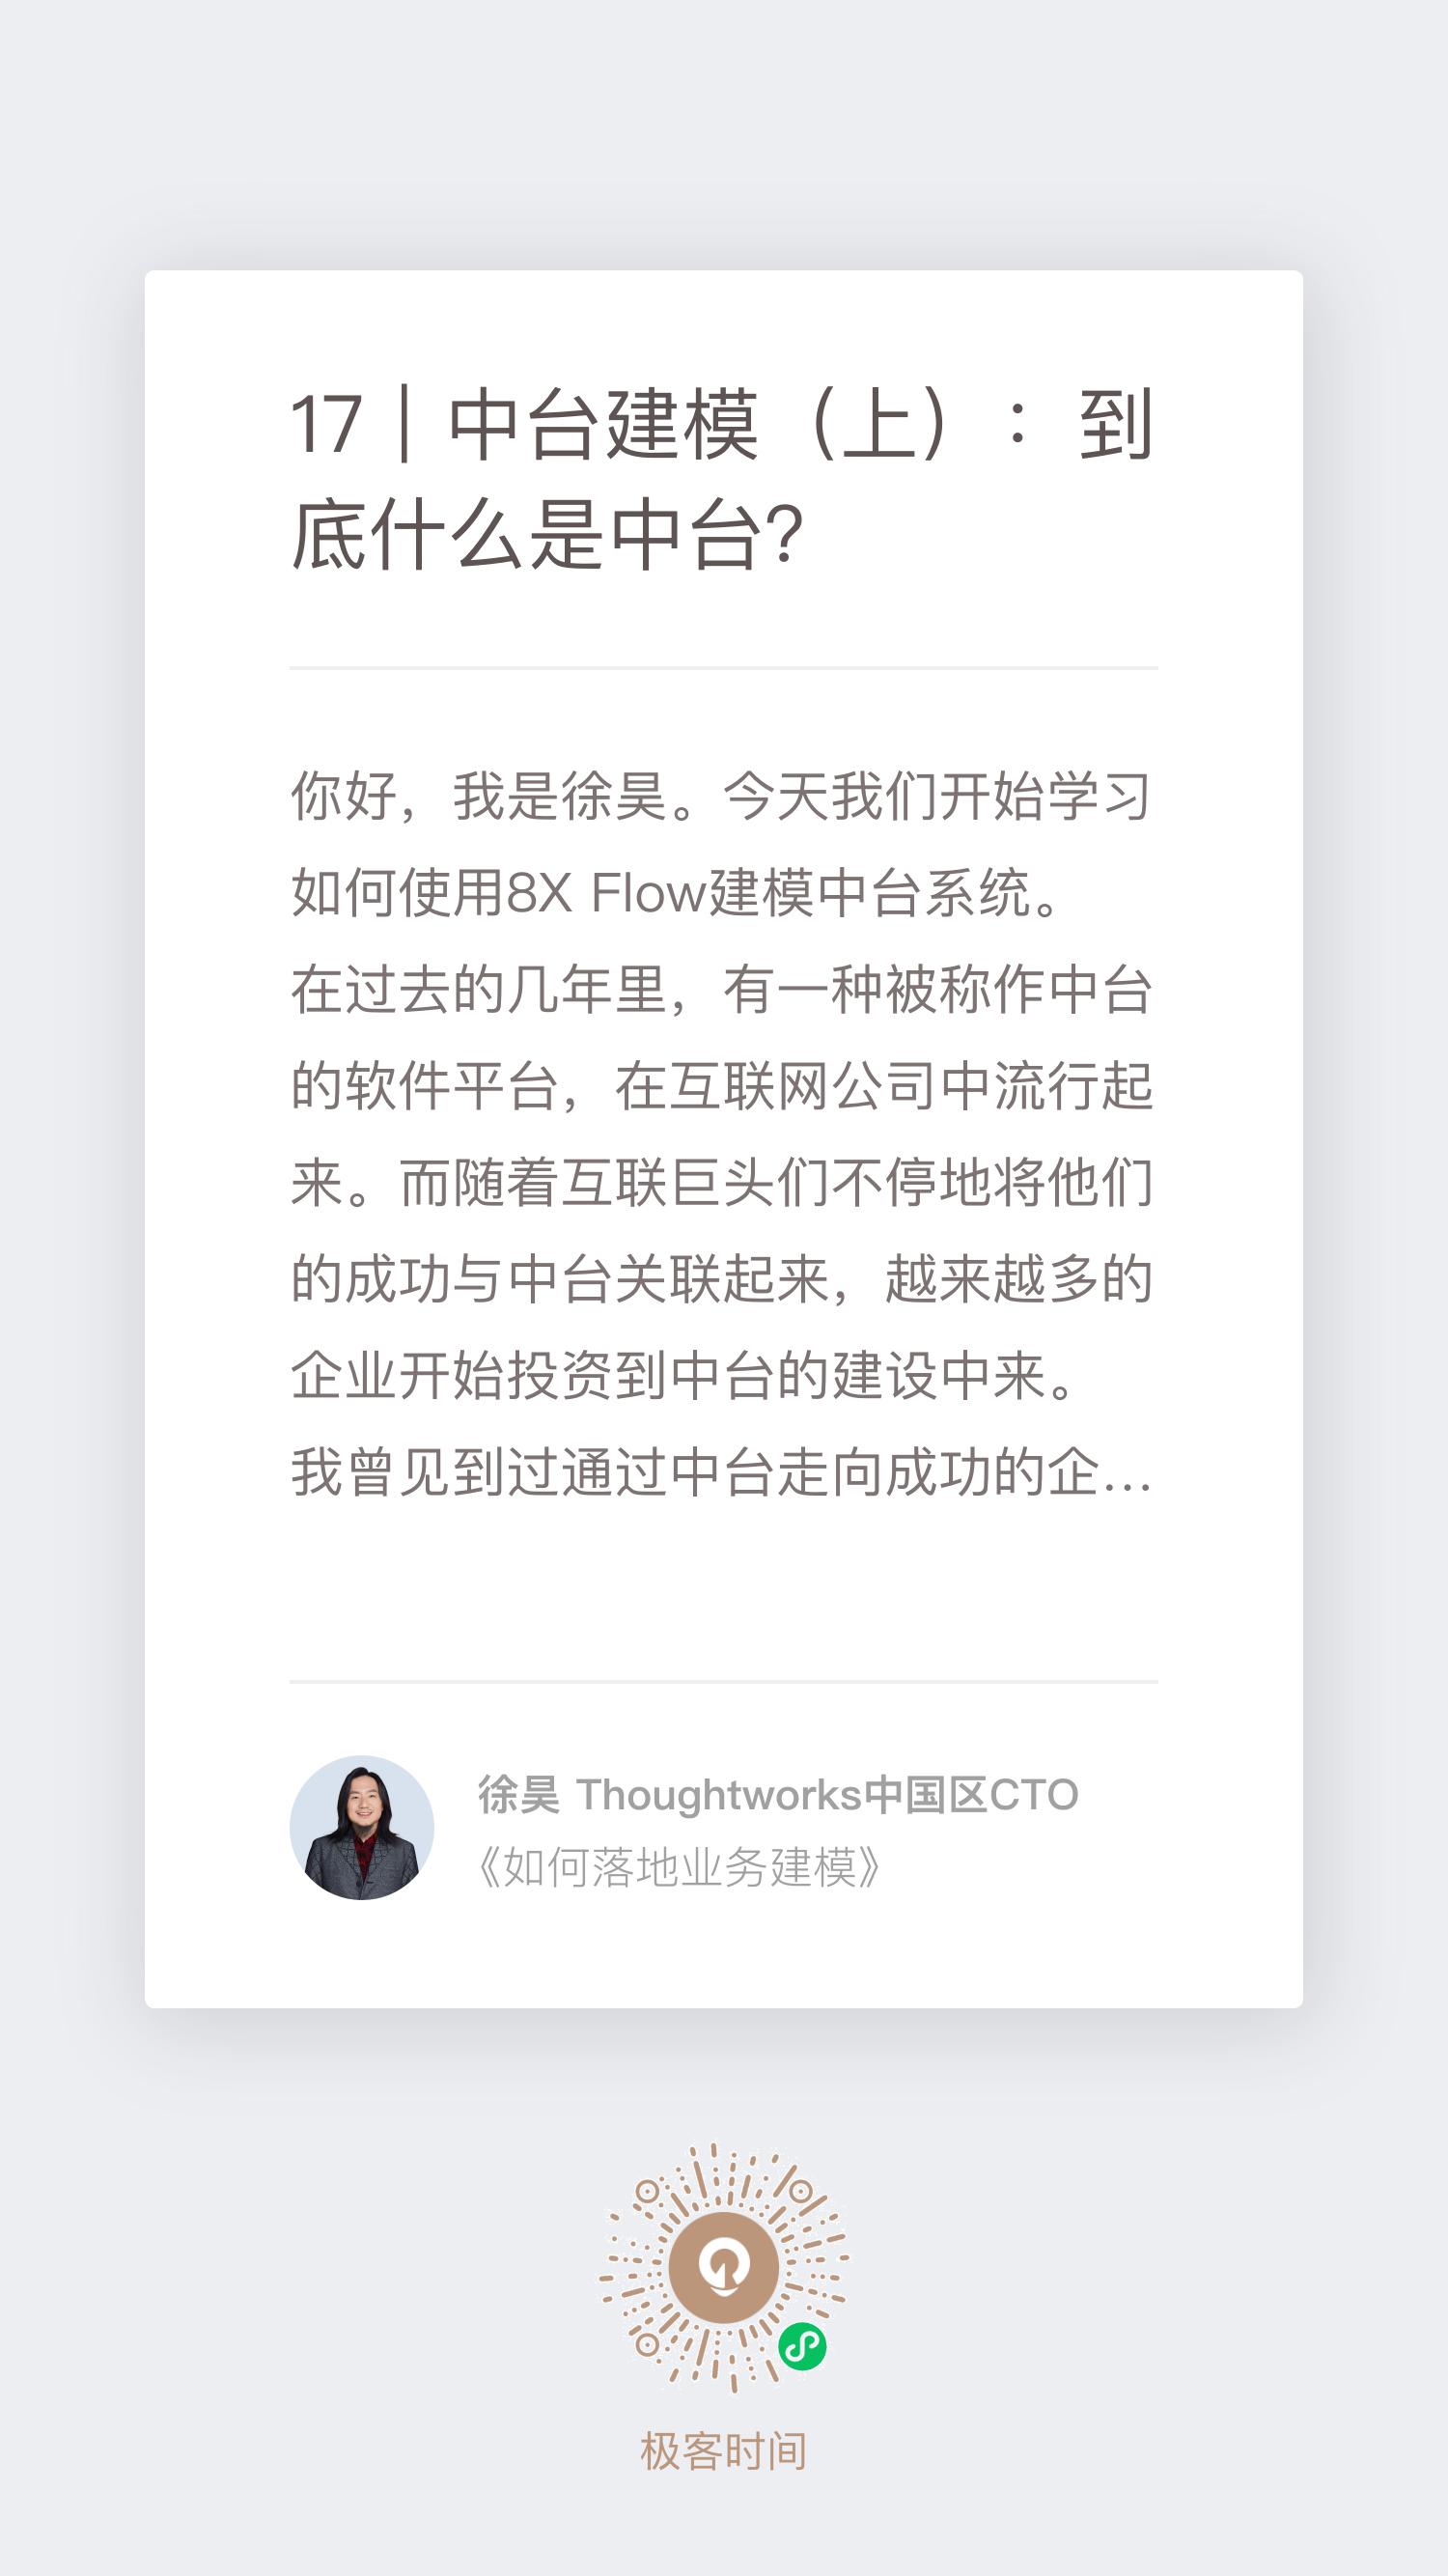 17｜中台建模（上）：到
底什么是中台？
你好，我是徐昊。今天我们开始学习
如何使用8X Flow建模中台系统。
在过去的几年里，有一种被称作中台
的软件平台，在互联网公司中流行起
来。而随着互联巨头们不停地将他们
的成功与中台关联起来，越来越多的
企业开始投资到中台的建设中来。
我曾见到过通过中台走向成功的企...
徐昊 Thoughtworks中国区CTO
《如何落地业务建模》
极客时间